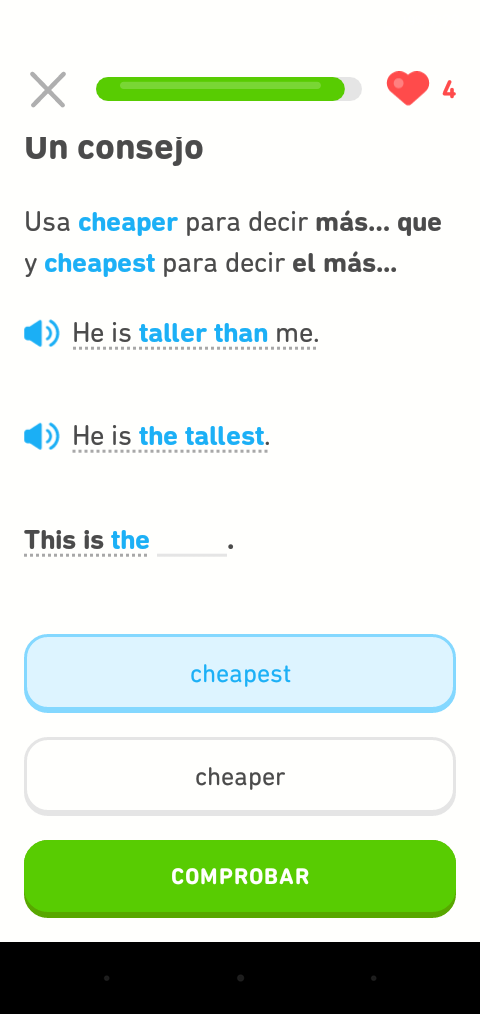 4
Un consejo
Usa cheaper para decir más... que
y cheapest para decir el más...
He is taller than me.
He is the tallest.
This is the ____.
cheapest
cheaper
COMPROBAR